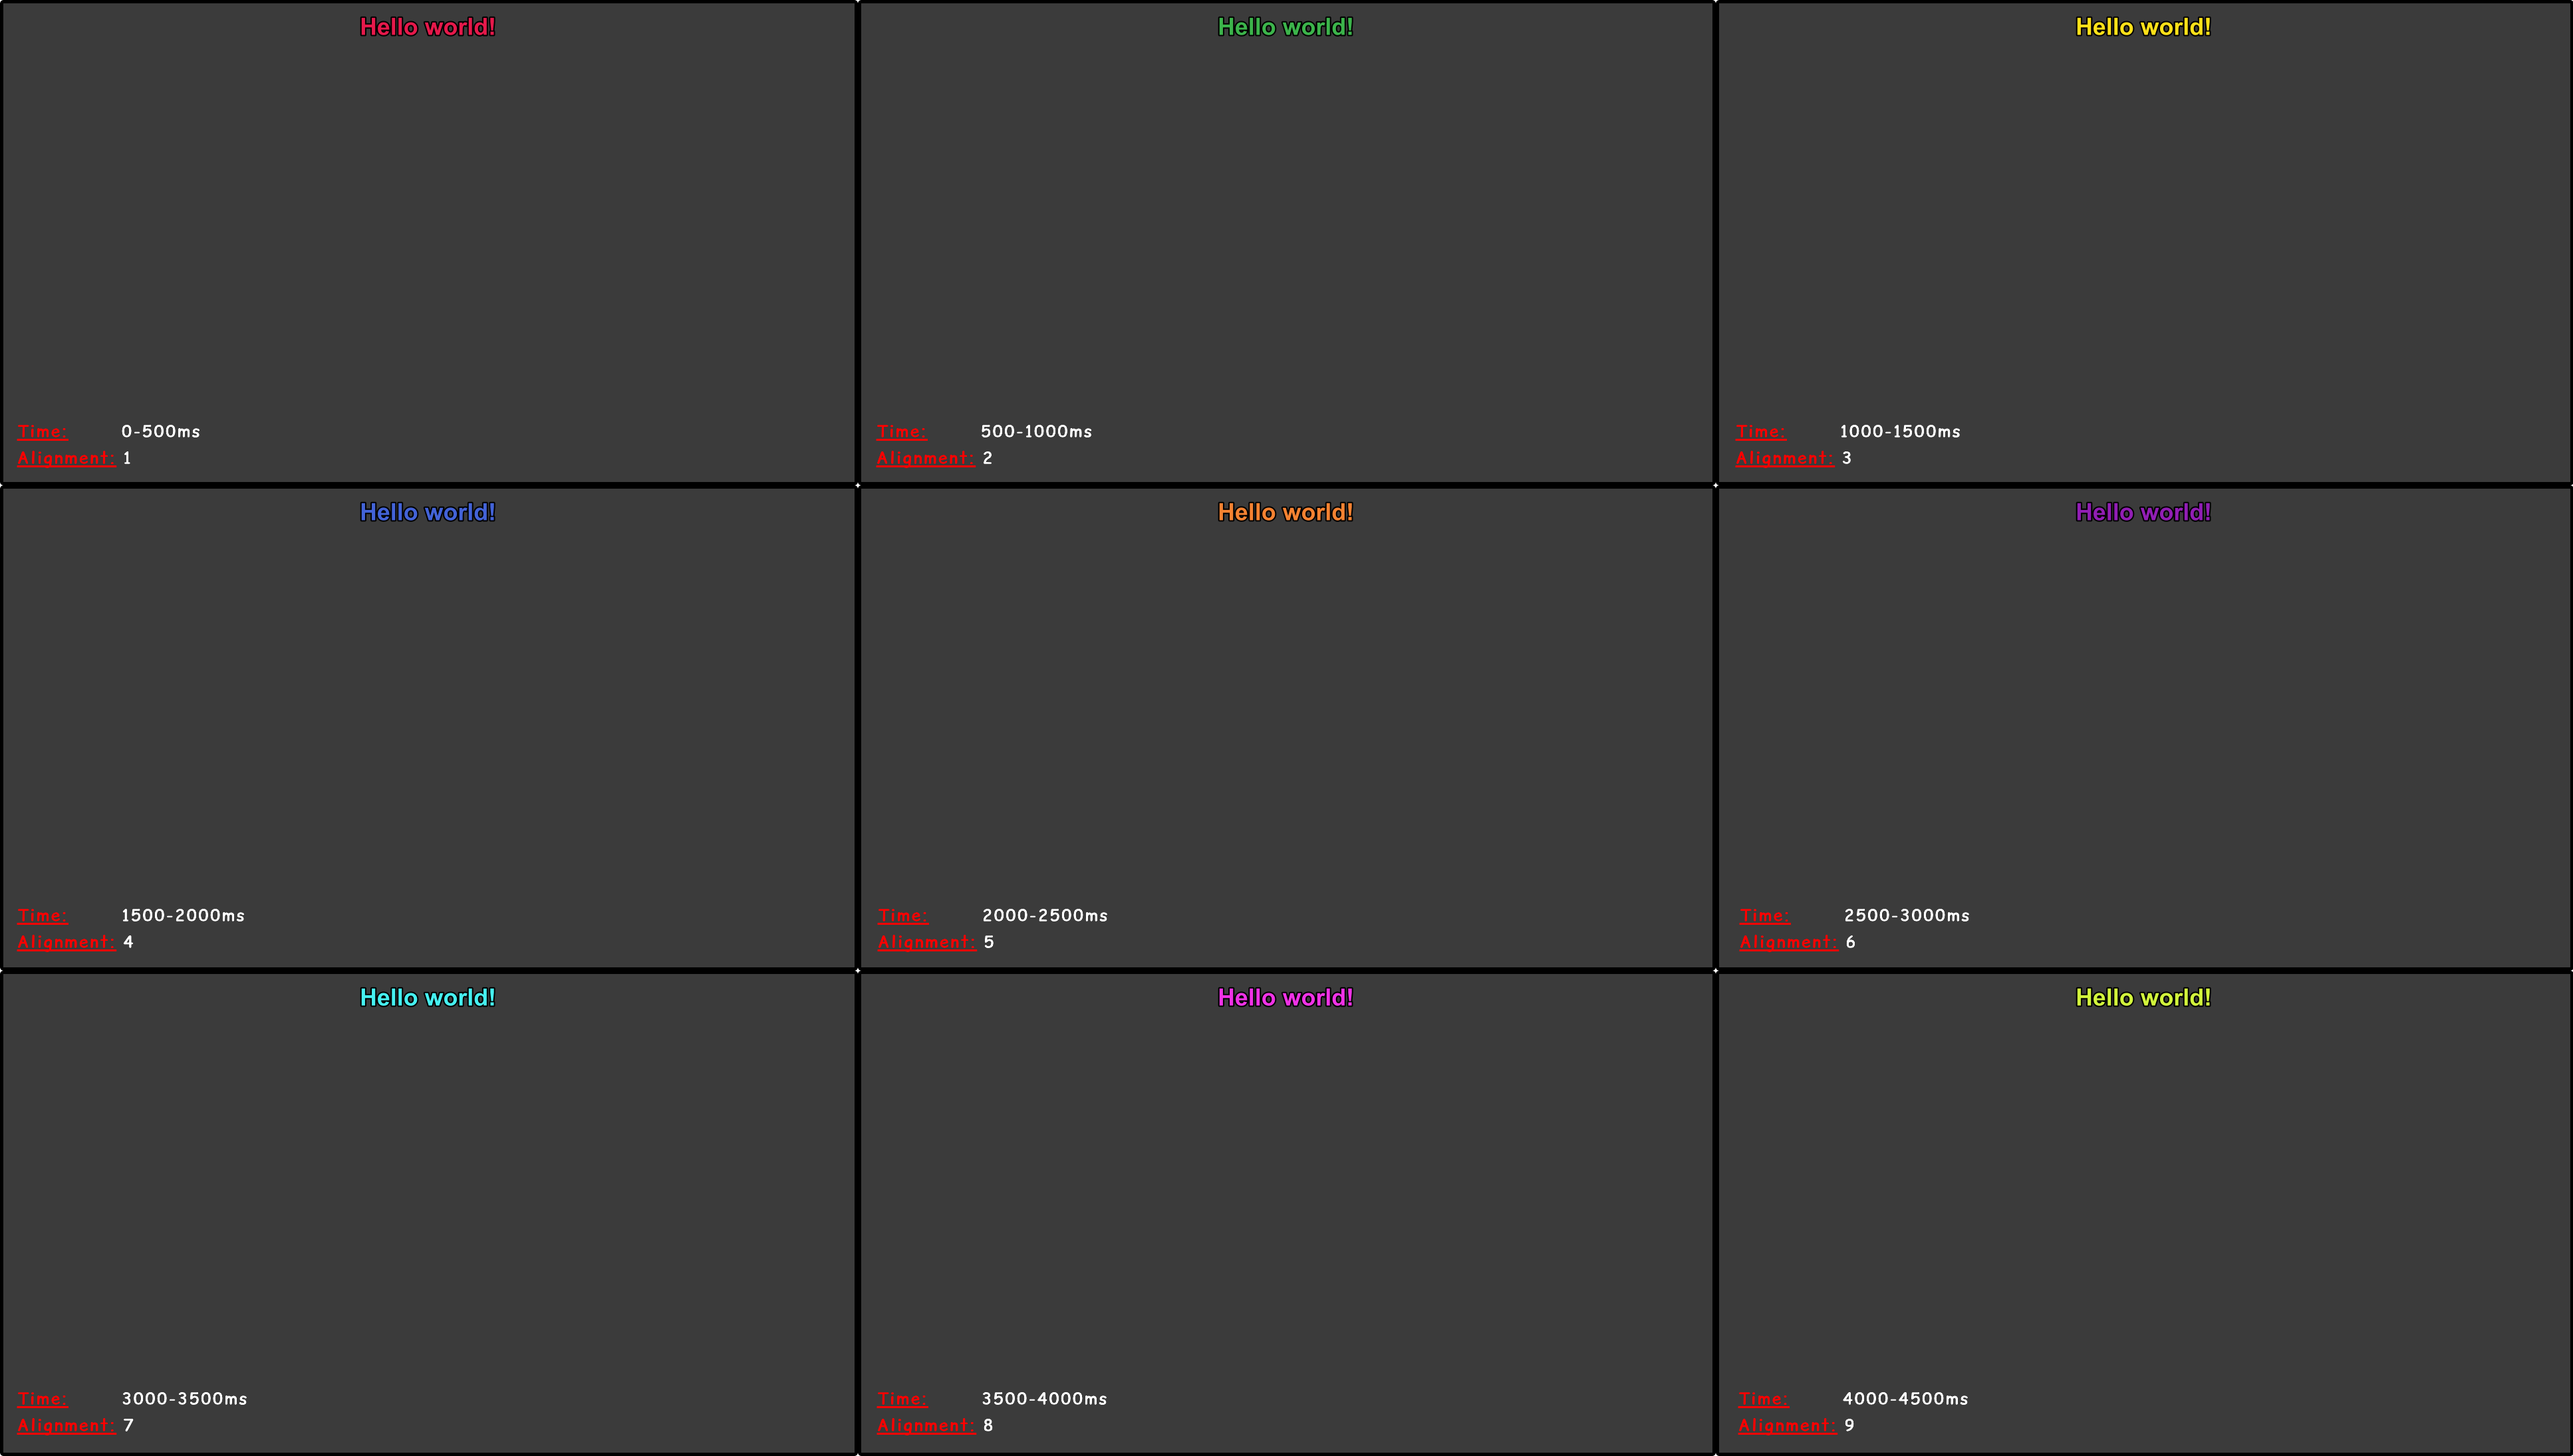 Hello world!
Time: 0-500ms
Alignment: 1
Hello world!
Time: 500-1000ms
Alignment: 2
Hello world!
Time: 1000-1500ms
Alignment: 3
Hello world!
Time: 1500-2000ms
Alignment: 4
Hello world!
Time: 2000-2500ms
Alignment: 5
Hello world!
Time: 2500-3000ms
Alignment: 6
Hello world!
Time: 3000-3500ms
Alignment: 7
Hello world!
Time: 3500-4000ms
Alignment: 8
Hello world!
Time: 4000-4500ms
Alignment: 9